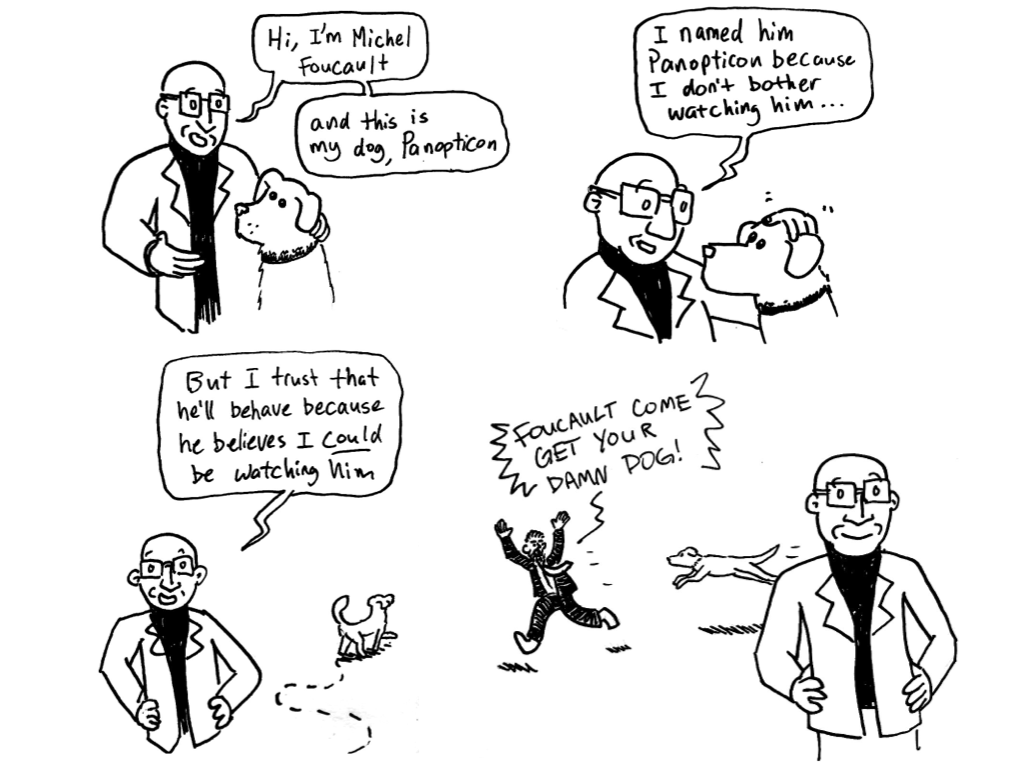 Hi, I'm Michel
Foucault
and this is
my dog, Panopticon
I named him
Panopticon because
I don't bother
watching him...
But I trust that
he'll behave because
he believes I could
be watching him
FOUCAULT COME
GET YOUR
DAMN DOG!